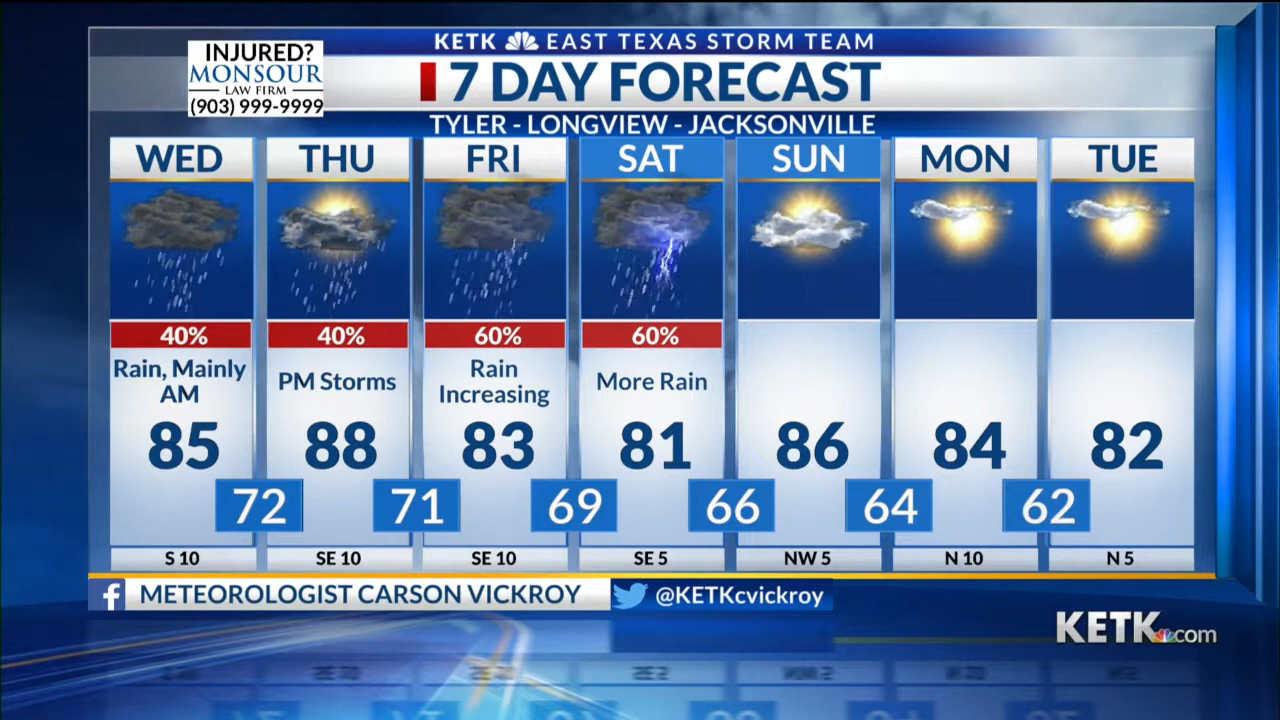 KETK EAST TEXAS STORM TEAM
INJURED?
MONSOUR
LAW FIRM
(903) 999-9999
7 DAY FORECAST
TYLER - LONGVIEW - JACKSONVILLE
WED THU FRI SAT SUN MON TUE
40% 40% 60% 60%
Rain, Mainly AM
PM Storms
Rain Increasing
More Rain
85 88 83 81 86 84 82
72 71 69 66 64 62
S 10 SE 10 SE 10 SE 5 NW 5 N 10 N 5
f METEOROLOGIST CARSON VICKROY @KETKcvickroy
KETK.com